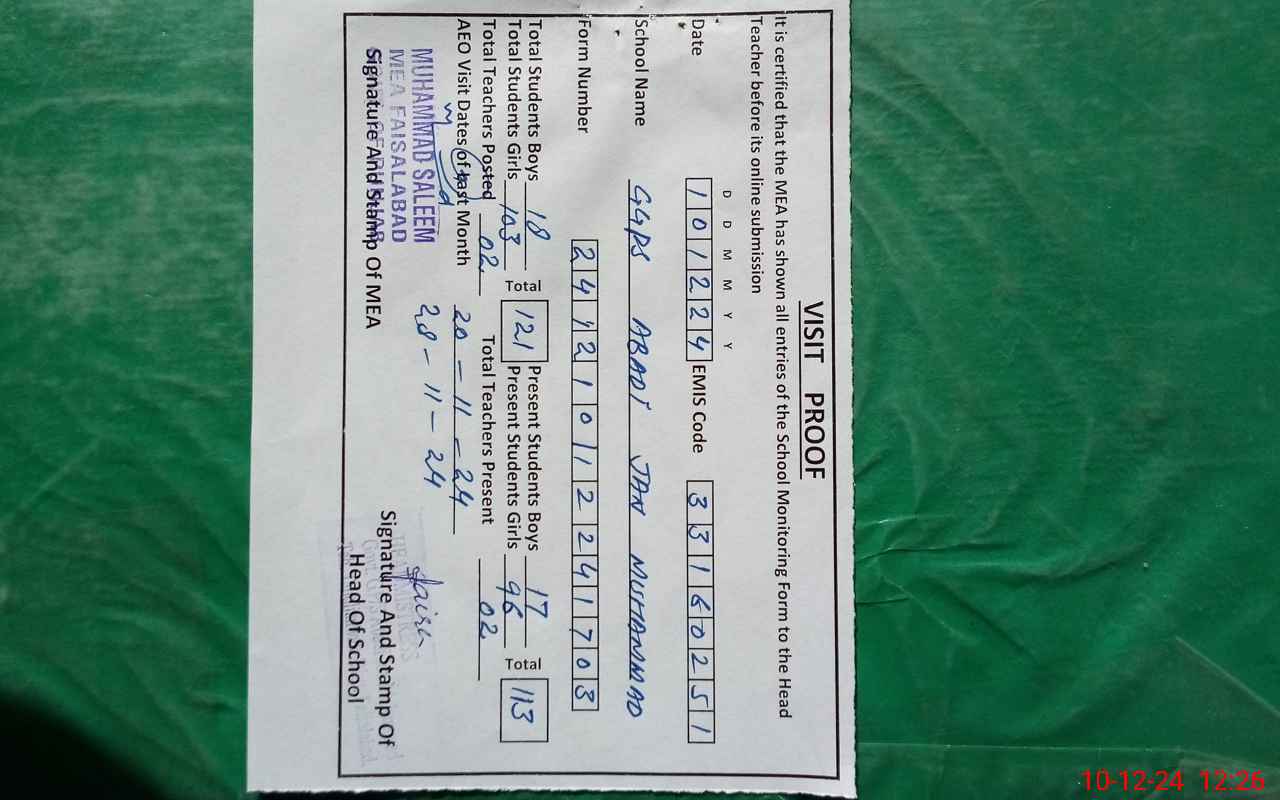 VISIT PROOF
It is certified that the MEA has shown all entries of the School Monitoring Form to the Head
Teacher before its online submission
D D M M Y Y
Date 1 0 1 2 2 4 EMIS Code 3 3 1 6 0 2 5 1
School Name GGPS ABADI JAN MUHAMMAD
Form Number 2 4 1 2 1 0 1 2 2 4 1 7 0 3
Total Students Boys 18 Total 121 Present Students Boys 17 Total 113
Total Students Girls 103 Present Students Girls 96
Total Teachers Posted 02 Total Teachers Present 02
AEO Visit Dates of Last Month 20 - 11 - 24
28 - 11 - 24
MUHAMMAD SALEEM
MEA FAISALABAD
Signature And Stamp Of MEA
Signature And Stamp Of
Head Of School
10-12-24 12:26